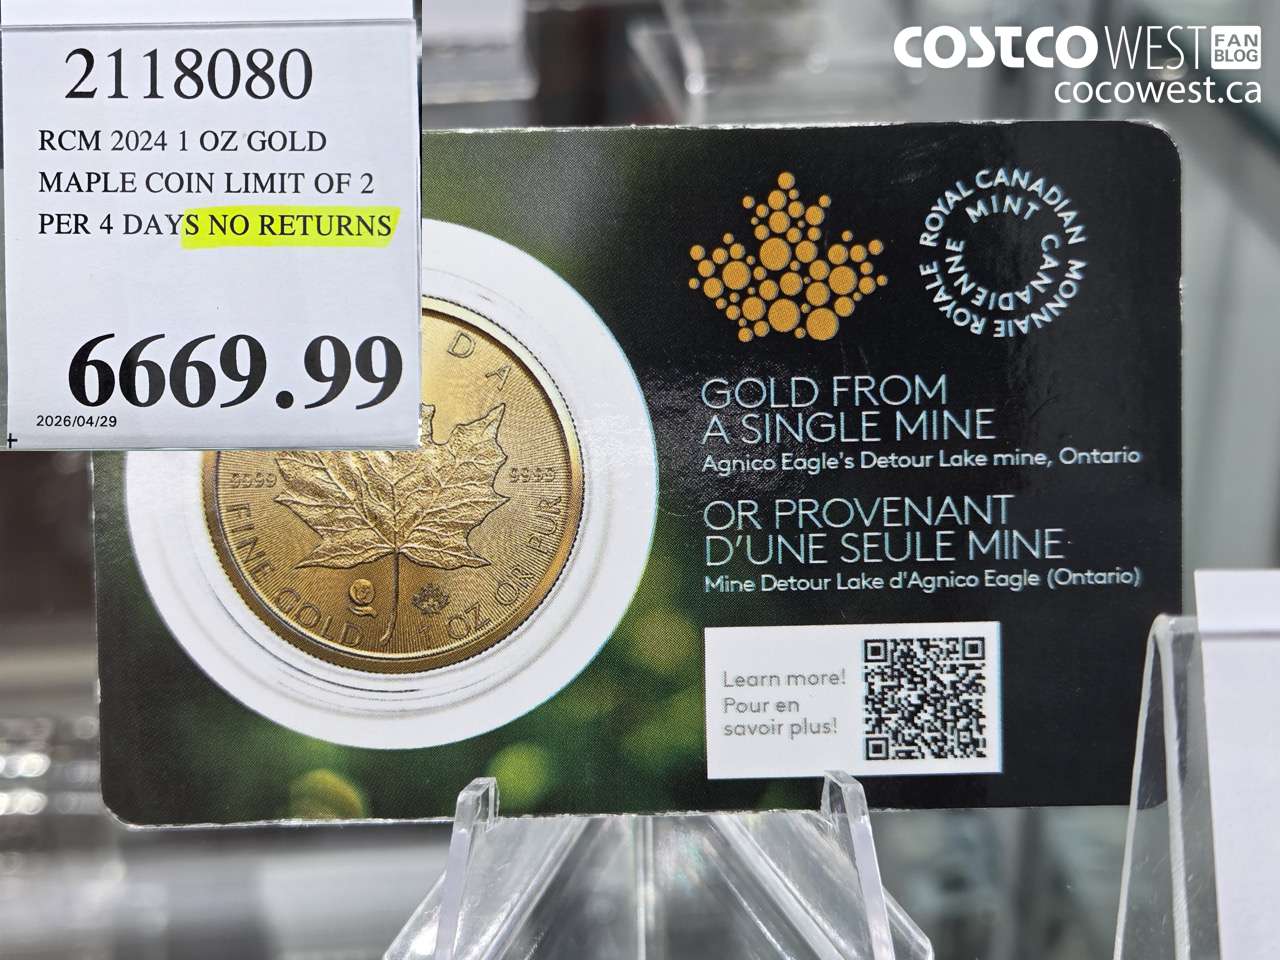 2118080
RCM 2024 1 OZ GOLD
MAPLE COIN LIMIT OF 2
PER 4 DAYS NO RETURNS
6669.99
2026/04/29
COSTCO WEST FAN BLOG
cocowest.ca
ROYAL CANADIAN MINT
MONNAIE ROYALE CANADIENNE
GOLD FROM
A SINGLE MINE
Agnico Eagle's Detour Lake mine, Ontario
OR PROVENANT
D'UNE SEULE MINE
Mine Detour Lake d'Agnico Eagle (Ontario)
Learn more!
Pour en
savoir plus!
D A
9999 9999
FINE GOLD 1 OZ OR PUR